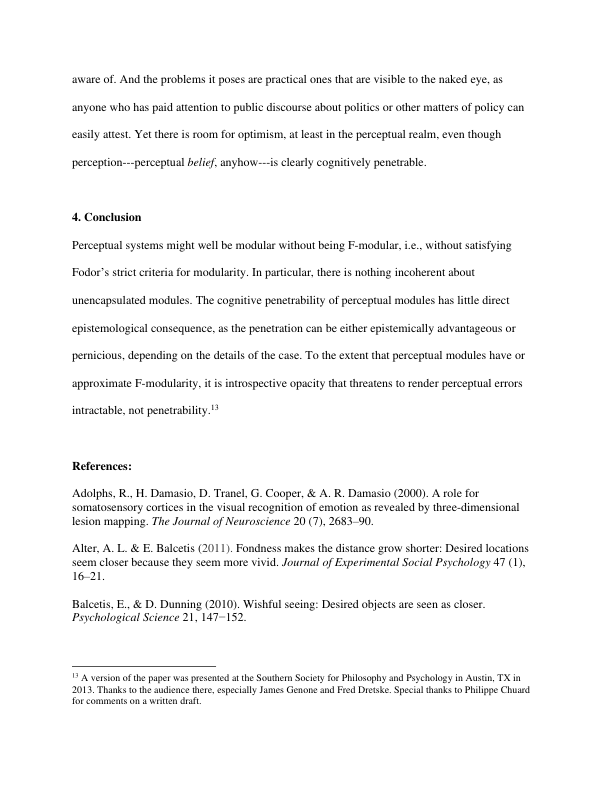 aware of. And the problems it poses are practical ones that are visible to the naked eye, as
anyone who has paid attention to public discourse about politics or other matters of policy can
easily attest. Yet there is room for optimism, at least in the perceptual realm, even though
perception---perceptual belief, anyhow---is clearly cognitively penetrable.
4. Conclusion
Perceptual systems might well be modular without being F-modular, i.e., without satisfying
Fodor’s strict criteria for modularity. In particular, there is nothing incoherent about
unencapsulated modules. The cognitive penetrability of perceptual modules has little direct
epistemological consequence, as the penetration can be either epistemically advantageous or
pernicious, depending on the details of the case. To the extent that perceptual modules have or
approximate F-modularity, it is introspective opacity that threatens to render perceptual errors
intractable, not penetrability.13
References:
Adolphs, R., H. Damasio, D. Tranel, G. Cooper, & A. R. Damasio (2000). A role for
somatosensory cortices in the visual recognition of emotion as revealed by three-dimensional
lesion mapping. The Journal of Neuroscience 20 (7), 2683–90.
Alter, A. L. & E. Balcetis (2011). Fondness makes the distance grow shorter: Desired locations
seem closer because they seem more vivid. Journal of Experimental Social Psychology 47 (1),
16–21.
Balcetis, E., & D. Dunning (2010). Wishful seeing: Desired objects are seen as closer.
Psychological Science 21, 147−152.
13 A version of the paper was presented at the Southern Society for Philosophy and Psychology in Austin, TX in
2013. Thanks to the audience there, especially James Genone and Fred Dretske. Special thanks to Philippe Chuard
for comments on a written draft.